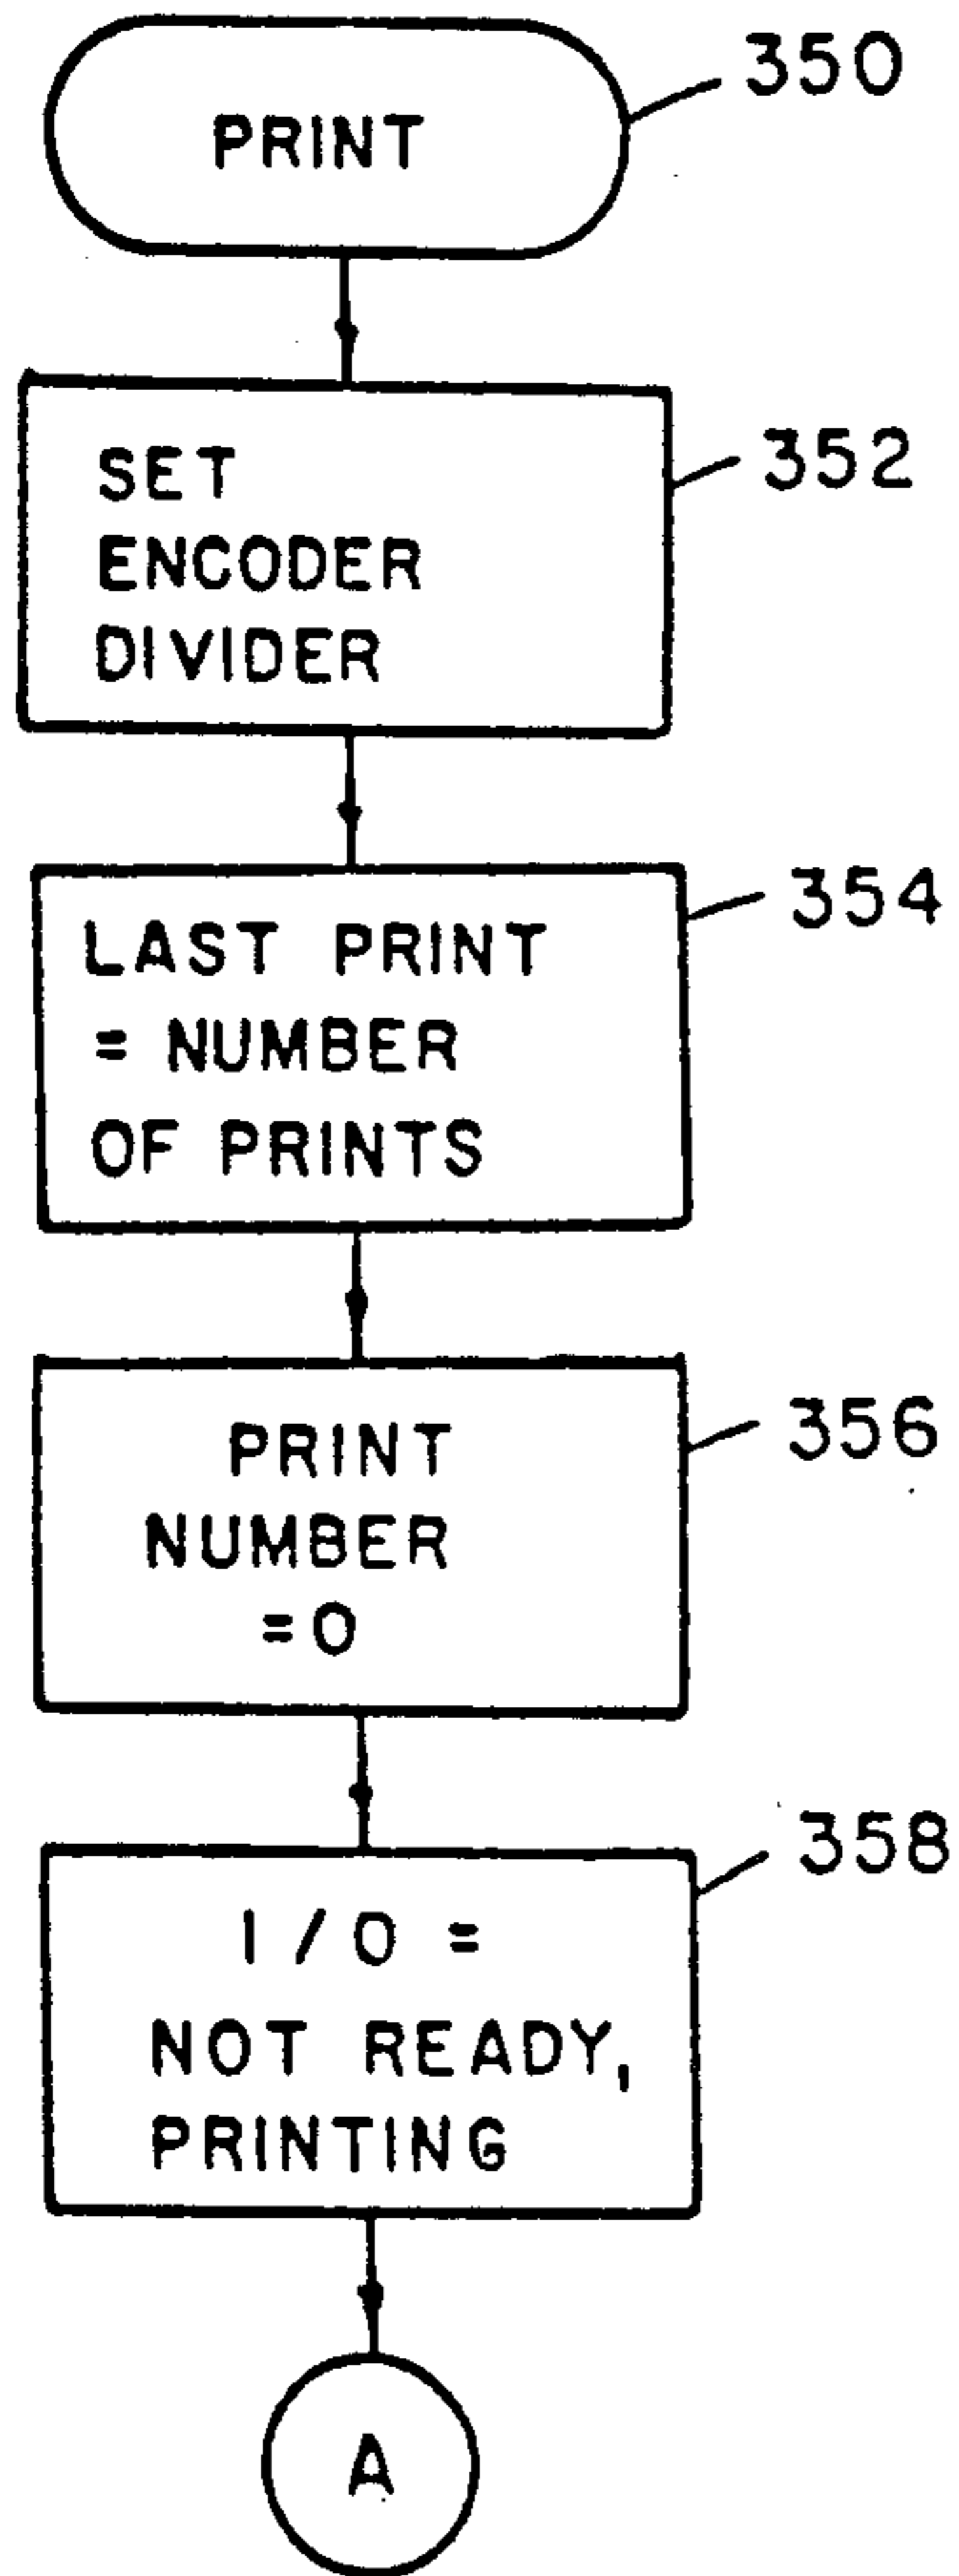 PRINT
350
SET
ENCODER
DIVIDER
352
LAST PRINT
= NUMBER
OF PRINTS
354
PRINT
NUMBER
=0
356
I/O =
NOT READY,
PRINTING
358
A